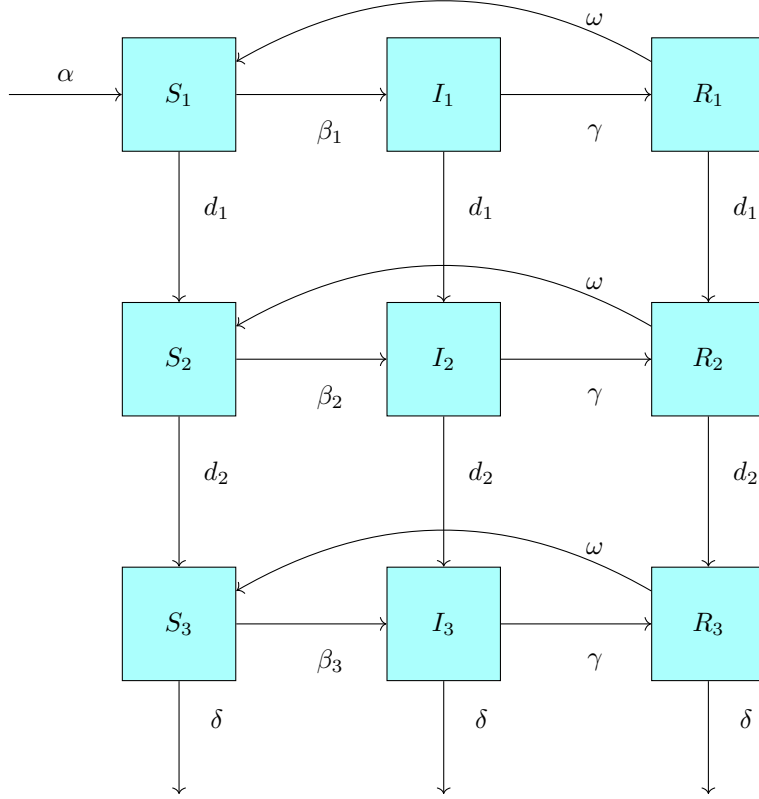 ω
α
S₁
I₁
R₁
β₁
γ
d₁
d₁
d₁
ω
S₂
I₂
R₂
β₂
γ
d₂
d₂
d₂
ω
S₃
I₃
R₃
β₃
γ
δ
δ
δ